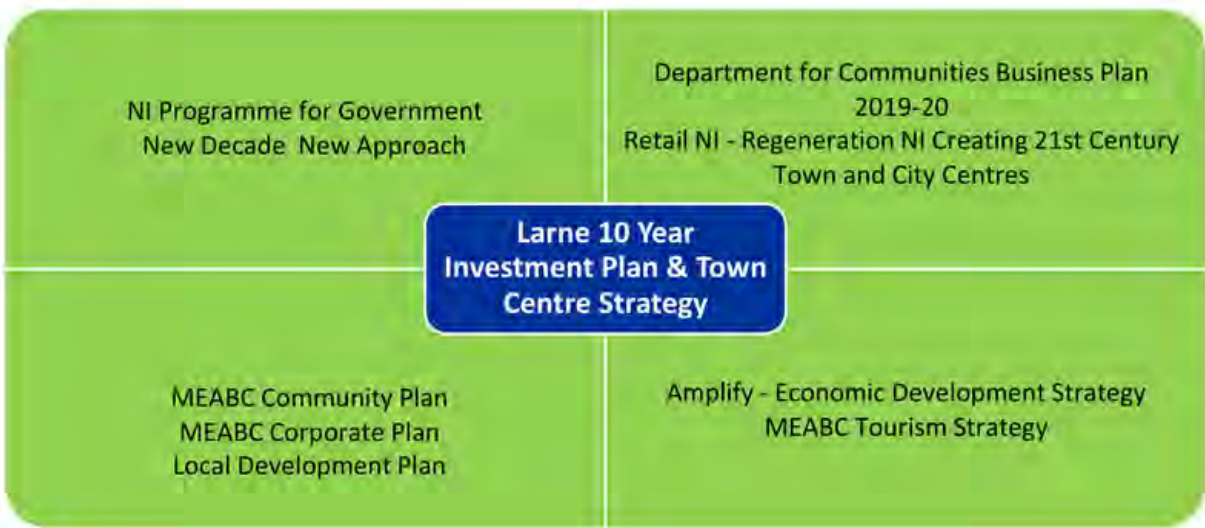 NI Programme for Government
New Decade New Approach
Department for Communities Business Plan
2019-20
Retail NI - Regeneration NI Creating 21st Century
Town and City Centres
Larne 10 Year
Investment Plan & Town
Centre Strategy
MEABC Community Plan
MEABC Corporate Plan
Local Development Plan
Amplify - Economic Development Strategy
MEABC Tourism Strategy